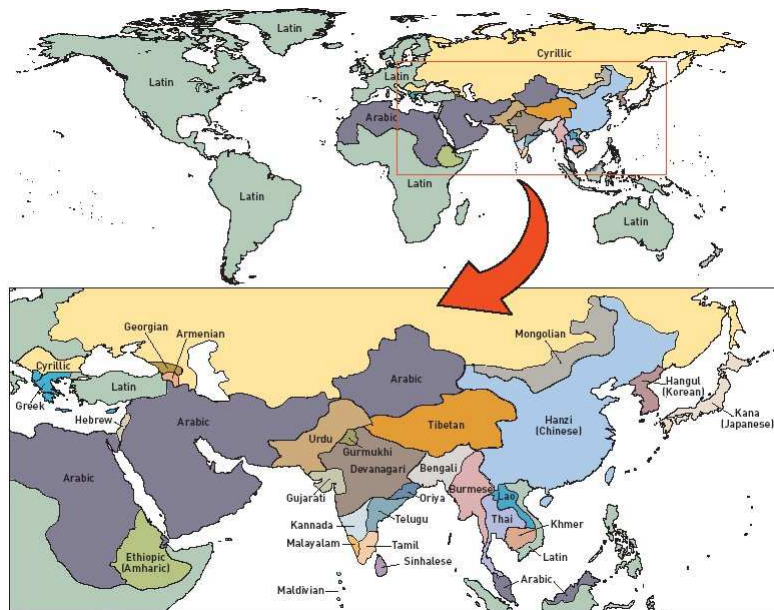 Latin
Latin
Cyrillic
Latin
Arabic
Latin
Latin
Latin
Georgian
Armenian
Mongolian
Cyrillic
Latin
Arabic
Hangul
(Korean)
Greek
Hebrew
Arabic
Tibetan
Hanzi
(Chinese)
Kana
(Japanese)
Urdu
Gurmukhi
Devanagari
Bengali
Arabic
Gujarati
Oriya
Burmese
Lao
Kannada
Telugu
Thai
Khmer
Malayalam
Tamil
Latin
Ethiopic
(Amharic)
Sinhalese
Arabic
Maldivian